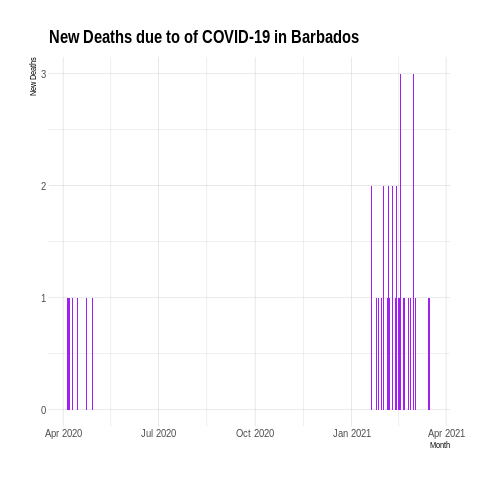 New Deaths due to of COVID-19 in Barbados
New Deaths
3
2
1
0
Apr 2020 Jul 2020 Oct 2020 Jan 2021 Apr 2021
Month